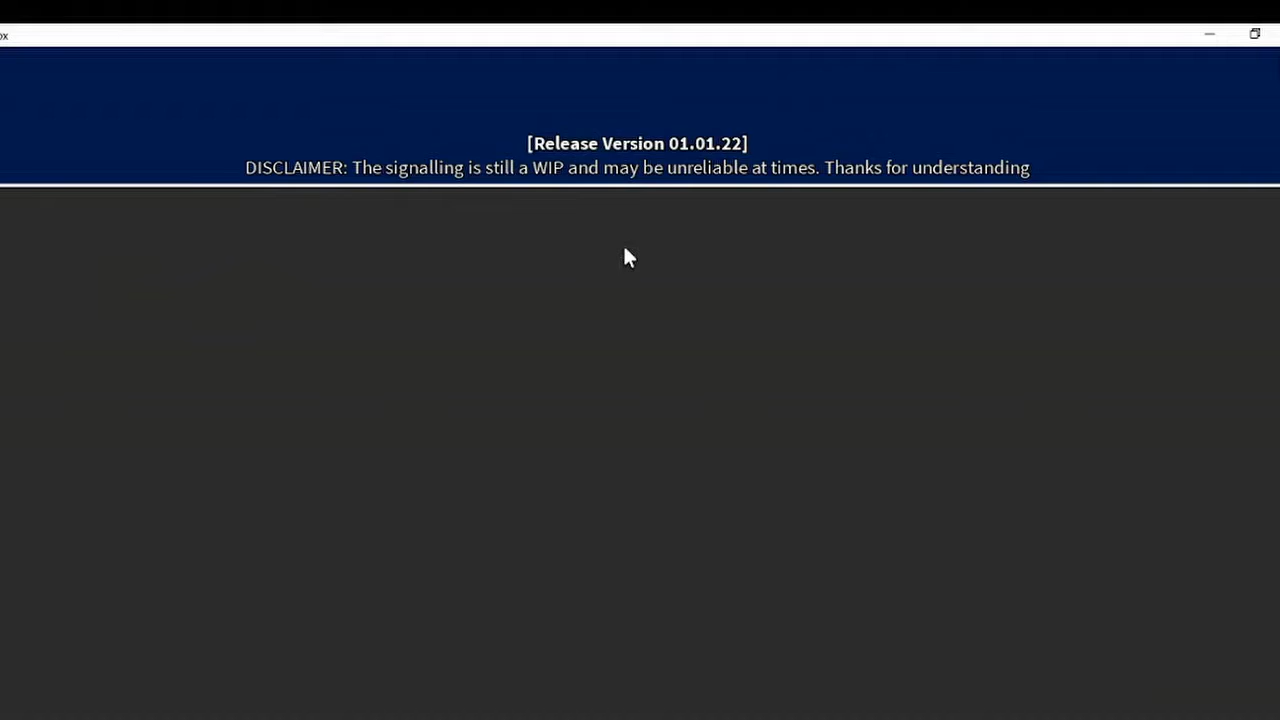 ox
[Release Version 01.01.22]
DISCLAIMER: The signalling is still a WIP and may be unreliable at times. Thanks for understanding